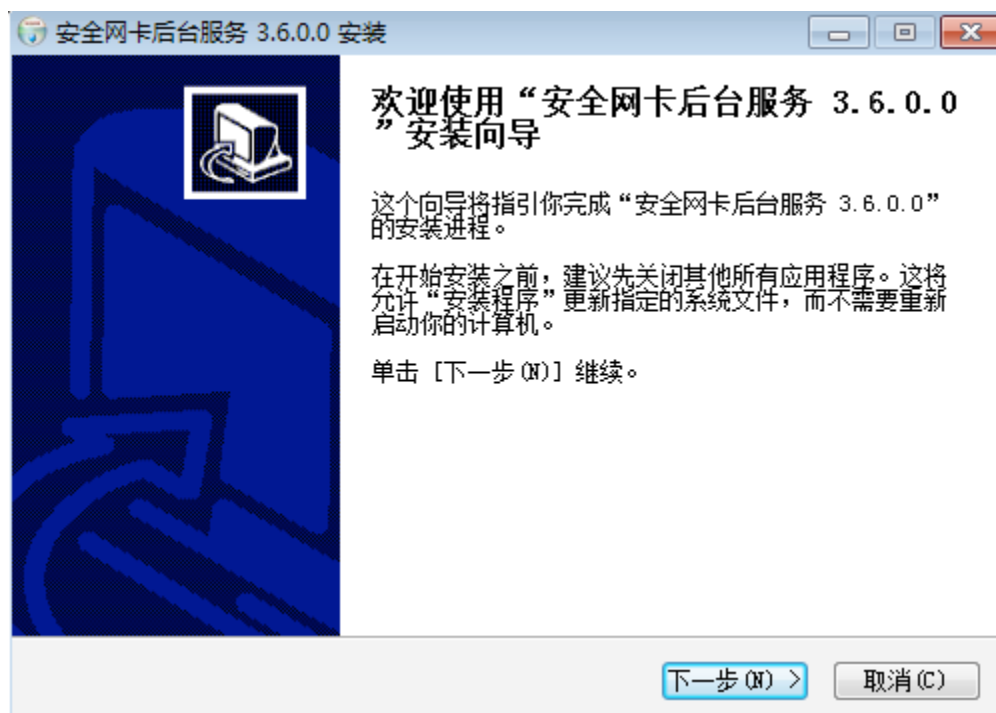 安全网卡后台服务 3.6.0.0 安装
欢迎使用“安全网卡后台服务 3.6.0.0
”安装向导
这个向导将指引你完成“安全网卡后台服务 3.6.0.0”
的安装进程。
在开始安装之前，建议先关闭其他所有应用程序。这将
允许“安装程序”更新指定的系统文件，而不需要重新
启动你的计算机。
单击 [下一步(N)] 继续。
下一步(N) >
取消(C)